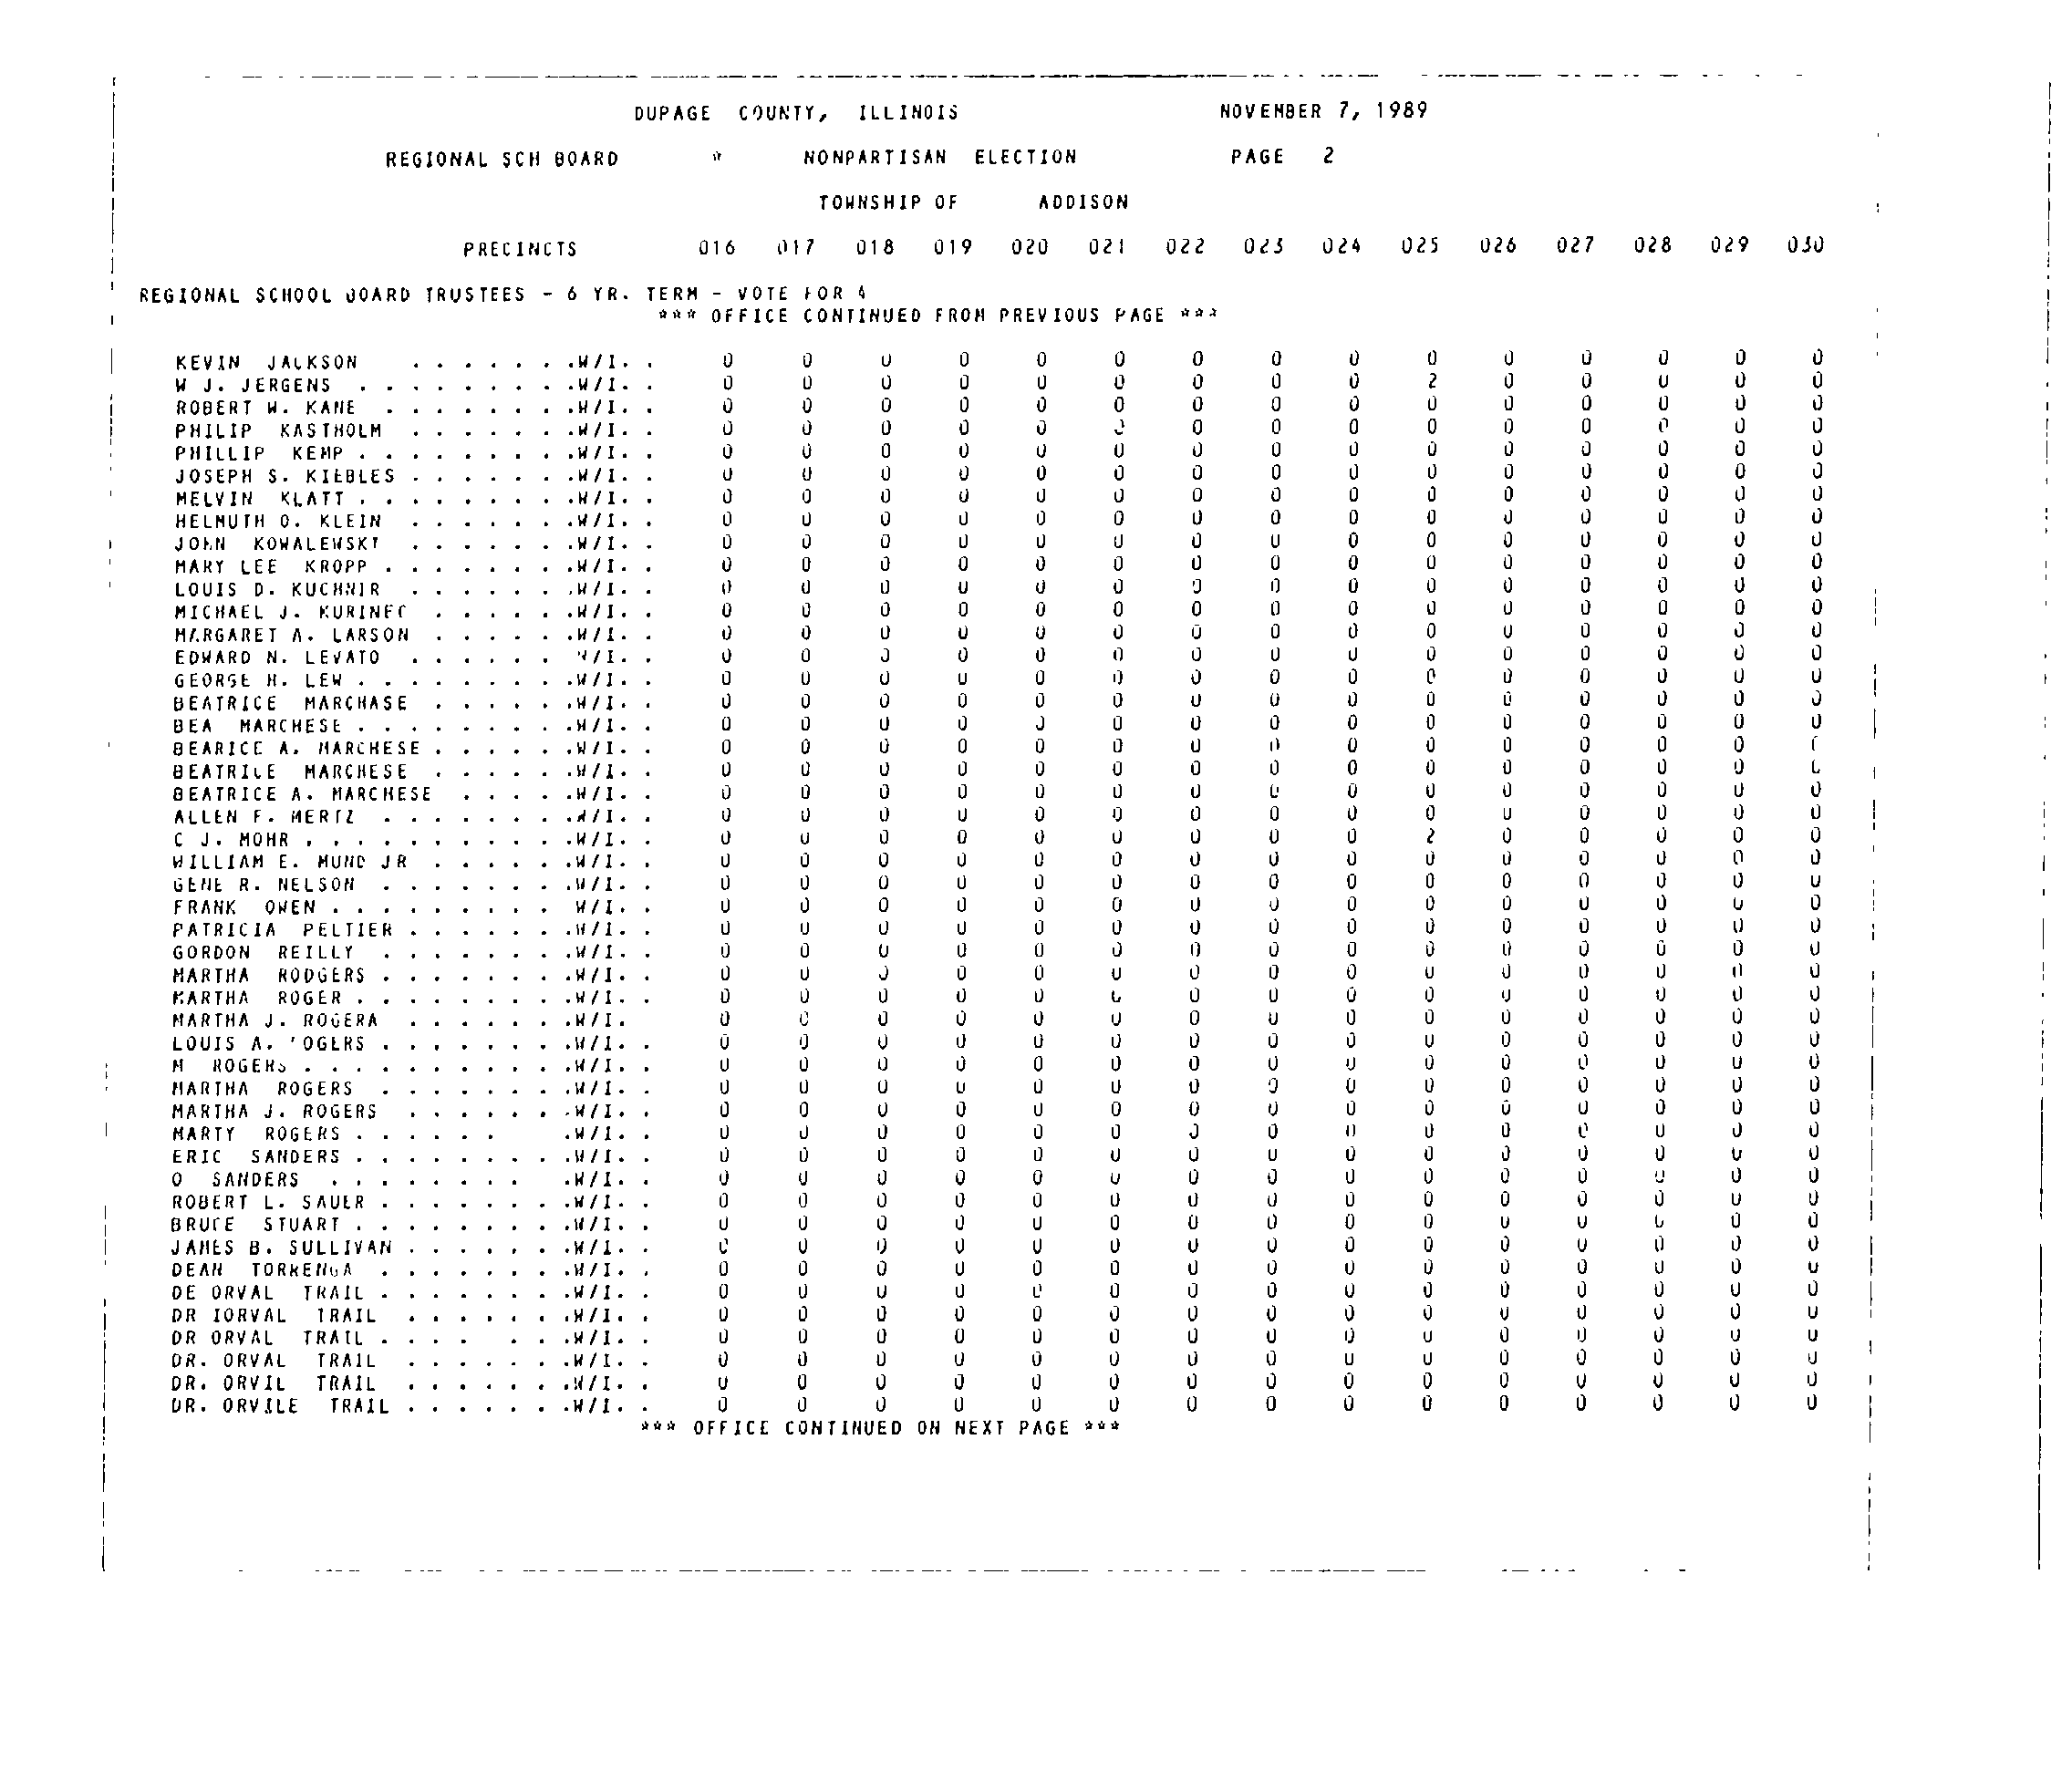 DUPAGE COUNTY, ILLINOIS NOVEMBER 7, 1989
REGIONAL SCH BOARD * NONPARTISAN ELECTION PAGE 2
TOWNSHIP OF ADDISON
PRECINCTS 016 017 018 019 020 021 022 023 024 025 026 027 028 029 030
REGIONAL SCHOOL BOARD TRUSTEES - 6 YR. TERM - VOTE FOR 4
*** OFFICE CONTINUED FROM PREVIOUS PAGE ***
KEVIN JACKSON . . . . . . .W/I. . 0 0 0 0 0 0 0 0 0 0 0 0 0 0 0
W J. JERGENS . . . . . . . . .W/I. . 0 0 0 0 0 0 0 0 0 2 0 0 0 0 0
ROBERT W. KANE . . . . . . . .W/I. . 0 0 0 0 0 0 0 0 0 0 0 0 0 0 0
PHILIP KASTHOLM . . . . . . .W/I. . 0 0 0 0 0 0 0 0 0 0 0 0 0 0 0
PHILLIP KEMP . . . . . . . . .W/I. . 0 0 0 0 0 0 0 0 0 0 0 0 0 0 0
JOSEPH S. KIEBLES . . . . . . .W/I. . 0 0 0 0 0 0 0 0 0 0 0 0 0 0 0
MELVIN KLATT . . . . . . . . .W/I. . 0 0 0 0 0 0 0 0 0 0 0 0 0 0 0
HELMUTH O. KLEIN . . . . . . .W/I. . 0 0 0 0 0 0 0 0 0 0 0 0 0 0 0
JOHN KOWALEWSKI . . . . . . .W/I. . 0 0 0 0 0 0 0 0 0 0 0 0 0 0 0
MARY LEE KROPP . . . . . . . .W/I. . 0 0 0 0 0 0 0 0 0 0 0 0 0 0 0
LOUIS D. KUCHNIR . . . . . . .W/I. . 0 0 0 0 0 0 0 0 0 0 0 0 0 0 0
MICHAEL J. KURINEC . . . . . .W/I. . 0 0 0 0 0 0 0 0 0 0 0 0 0 0 0
MARGARET A. LARSON . . . . . .W/I. . 0 0 0 0 0 0 0 0 0 0 0 0 0 0 0
EDWARD N. LEVATO . . . . . . W/I. . 0 0 0 0 0 0 0 0 0 0 0 0 0 0 0
GEORGE H. LEW . . . . . . . . .W/I. . 0 0 0 0 0 0 0 0 0 0 0 0 0 0 0
BEATRICE MARCHASE . . . . . .W/I. . 0 0 0 0 0 0 0 0 0 0 0 0 0 0 0
BEA MARCHESE . . . . . . . . .W/I. . 0 0 0 0 0 0 0 0 0 0 0 0 0 0 0
BEARICE A. MARCHESE . . . . . .W/I. . 0 0 0 0 0 0 0 0 0 0 0 0 0 0 0
BEATRICE MARCHESE . . . . . .W/I. . 0 0 0 0 0 0 0 0 0 0 0 0 0 0 0
BEATRICE A. MARCHESE . . . . .W/I. . 0 0 0 0 0 0 0 0 0 0 0 0 0 0 0
ALLEN F. MERTZ . . . . . . . .W/I. . 0 0 0 0 0 0 0 0 0 0 0 0 0 0 0
C J. MOHR . . . . . . . . . . .W/I. . 0 0 0 0 0 0 0 0 0 2 0 0 0 0 0
WILLIAM E. MUND JR . . . . . .W/I. . 0 0 0 0 0 0 0 0 0 0 0 0 0 0 0
GENE R. NELSON . . . . . . . .W/I. . 0 0 0 0 0 0 0 0 0 0 0 0 0 0 0
FRANK OWEN . . . . . . . . . W/I. . 0 0 0 0 0 0 0 0 0 0 0 0 0 0 0
PATRICIA PELTIER . . . . . . .W/I. . 0 0 0 0 0 0 0 0 0 0 0 0 0 0 0
GORDON REILLY . . . . . . . .W/I. . 0 0 0 0 0 0 0 0 0 0 0 0 0 0 0
MARTHA RODGERS . . . . . . . .W/I. . 0 0 0 0 0 0 0 0 0 0 0 0 0 0 0
MARTHA ROGER . . . . . . . . .W/I. . 0 0 0 0 0 0 0 0 0 0 0 0 0 0 0
MARTHA J. ROGERA . . . . . . .W/I. 0 0 0 0 0 0 0 0 0 0 0 0 0 0 0
LOUIS A. OGERS . . . . . . . .W/I. . 0 0 0 0 0 0 0 0 0 0 0 0 0 0 0
M ROGERS . . . . . . . . . . .W/I. . 0 0 0 0 0 0 0 0 0 0 0 0 0 0 0
MARTHA ROGERS . . . . . . . .W/I. . 0 0 0 0 0 0 0 0 0 0 0 0 0 0 0
MARTHA J. ROGERS . . . . . . .W/I. . 0 0 0 0 0 0 0 0 0 0 0 0 0 0 0
MARTY ROGERS . . . . . . .W/I. . 0 0 0 0 0 0 0 0 0 0 0 0 0 0 0
ERIC SANDERS . . . . . . . . .W/I. . 0 0 0 0 0 0 0 0 0 0 0 0 0 0 0
O SANDERS . . . . . . . .W/I. . 0 0 0 0 0 0 0 0 0 0 0 0 0 0 0
ROBERT L. SAUER . . . . . . . .W/I. . 0 0 0 0 0 0 0 0 0 0 0 0 0 0 0
BRUCE STUART . . . . . . . . .W/I. . 0 0 0 0 0 0 0 0 0 0 0 0 0 0 0
JAMES B. SULLIVAN . . . . . . .W/I. . 0 0 0 0 0 0 0 0 0 0 0 0 0 0 0
DEAN TORRENGA . . . . . . . .W/I. . 0 0 0 0 0 0 0 0 0 0 0 0 0 0 0
DE ORVAL TRAIL . . . . . . . .W/I. . 0 0 0 0 0 0 0 0 0 0 0 0 0 0 0
DR IORVAL TRAIL . . . . . . .W/I. . 0 0 0 0 0 0 0 0 0 0 0 0 0 0 0
DR ORVAL TRAIL . . . . . . .W/I. . 0 0 0 0 0 0 0 0 0 0 0 0 0 0 0
DR. ORVAL TRAIL . . . . . . .W/I. . 0 0 0 0 0 0 0 0 0 0 0 0 0 0 0
DR. ORVIL TRAIL . . . . . . .W/I. . 0 0 0 0 0 0 0 0 0 0 0 0 0 0 0
DR. ORVILE TRAIL . . . . . . .W/I. . 0 0 0 0 0 0 0 0 0 0 0 0 0 0 0
*** OFFICE CONTINUED ON NEXT PAGE ***